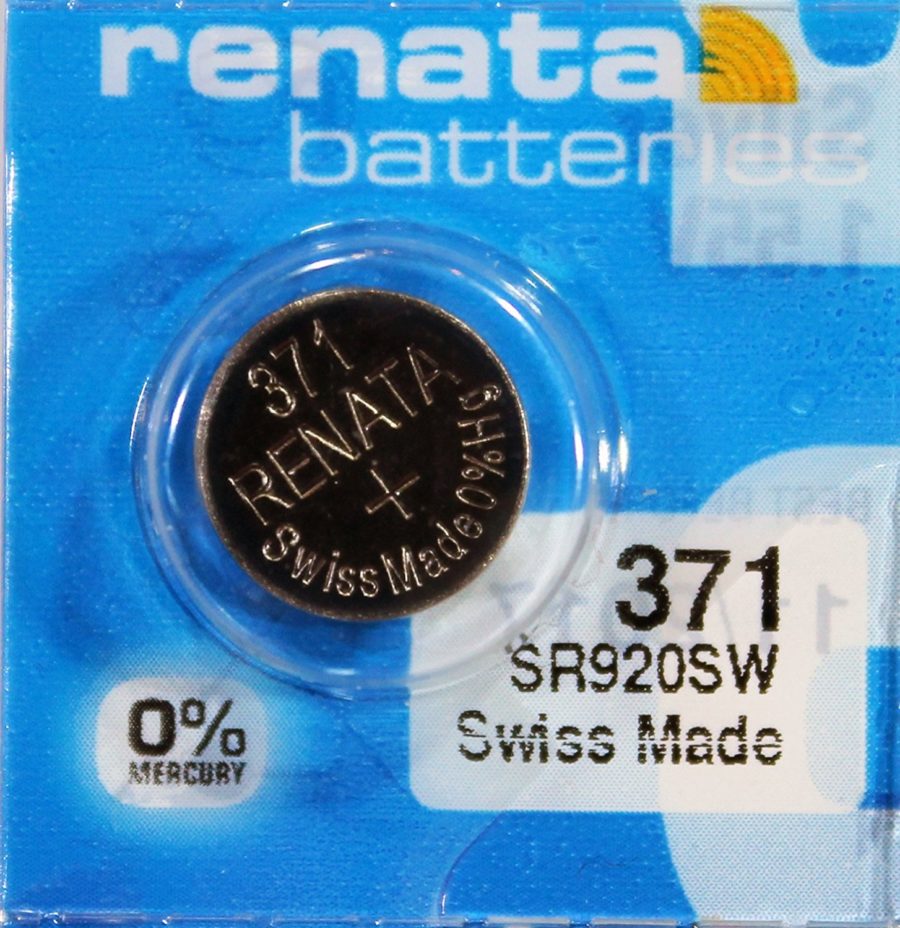 renata
batteries
371
RENATA
+
Swiss Made 0%Hg
371
SR920SW
Swiss Made
0%
MERCURY